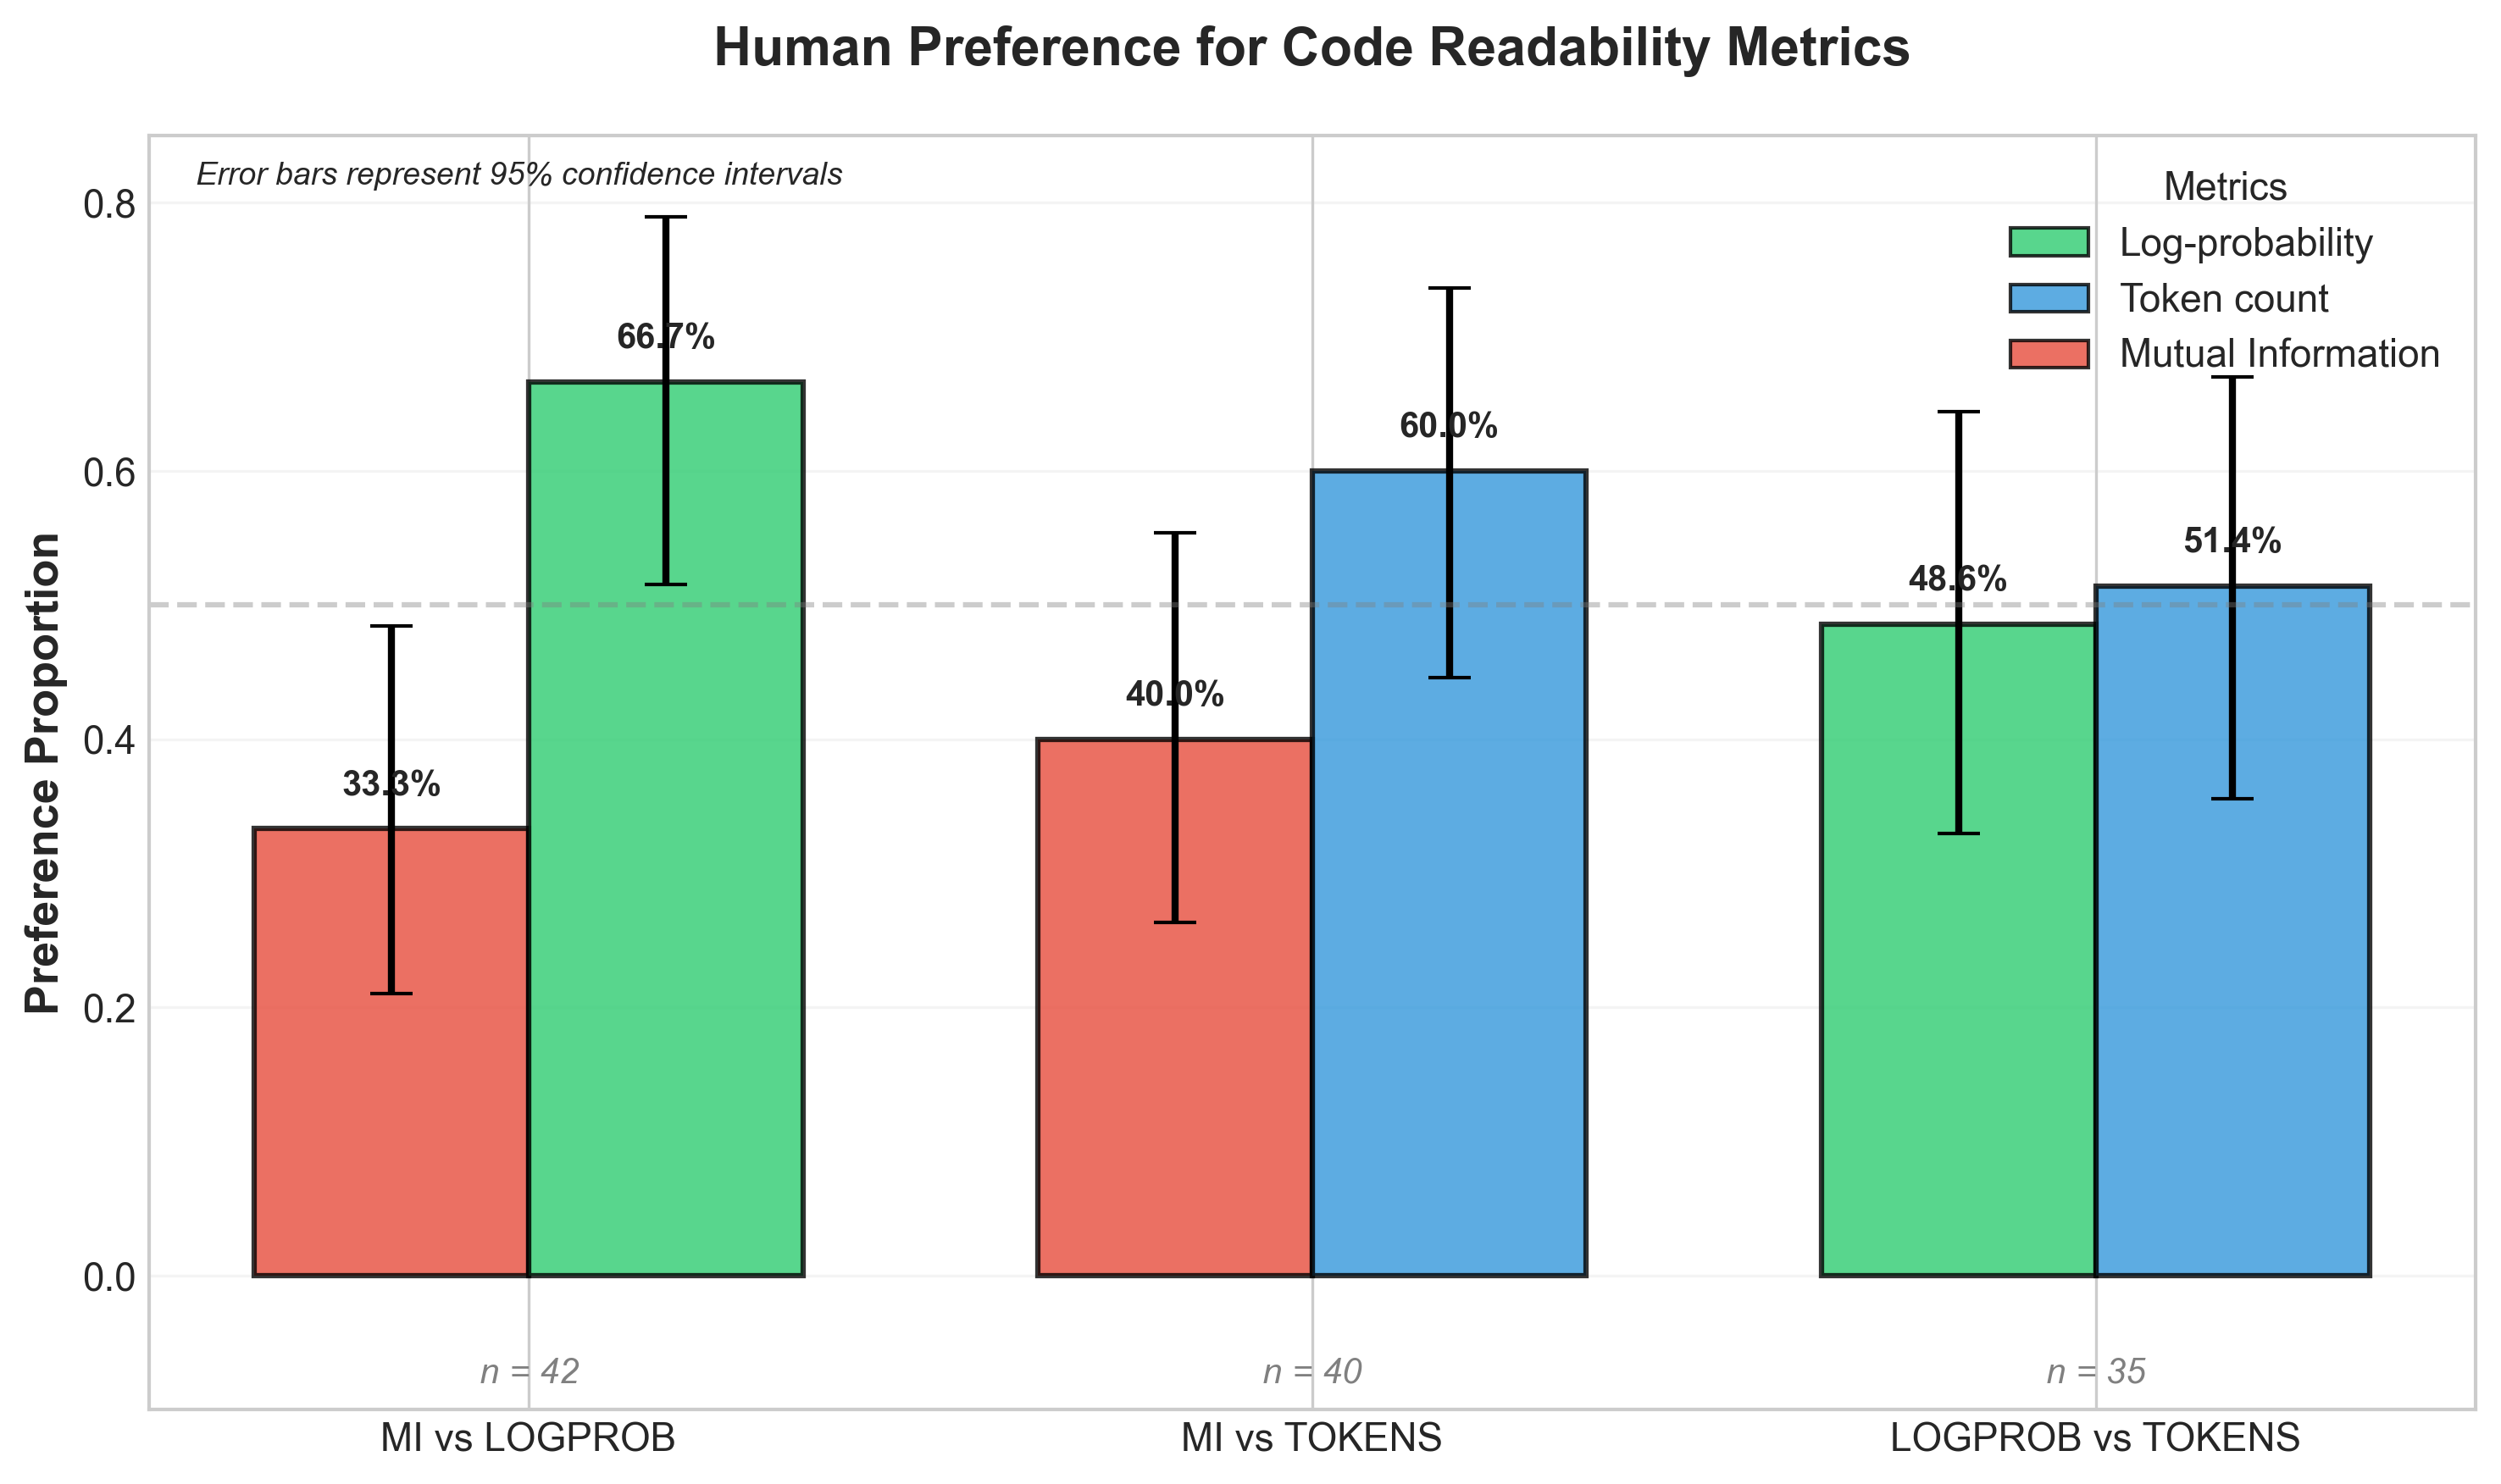 Human Preference for Code Readability Metrics
Error bars represent 95% confidence intervals
Metrics
Log-probability
Token count
Mutual Information
Preference Proportion
0.8
0.6
0.4
0.2
0.0
33.3%
66.7%
40.0%
60.0%
48.6%
51.4%
n = 42
n = 40
n = 35
MI vs LOGPROB
MI vs TOKENS
LOGPROB vs TOKENS